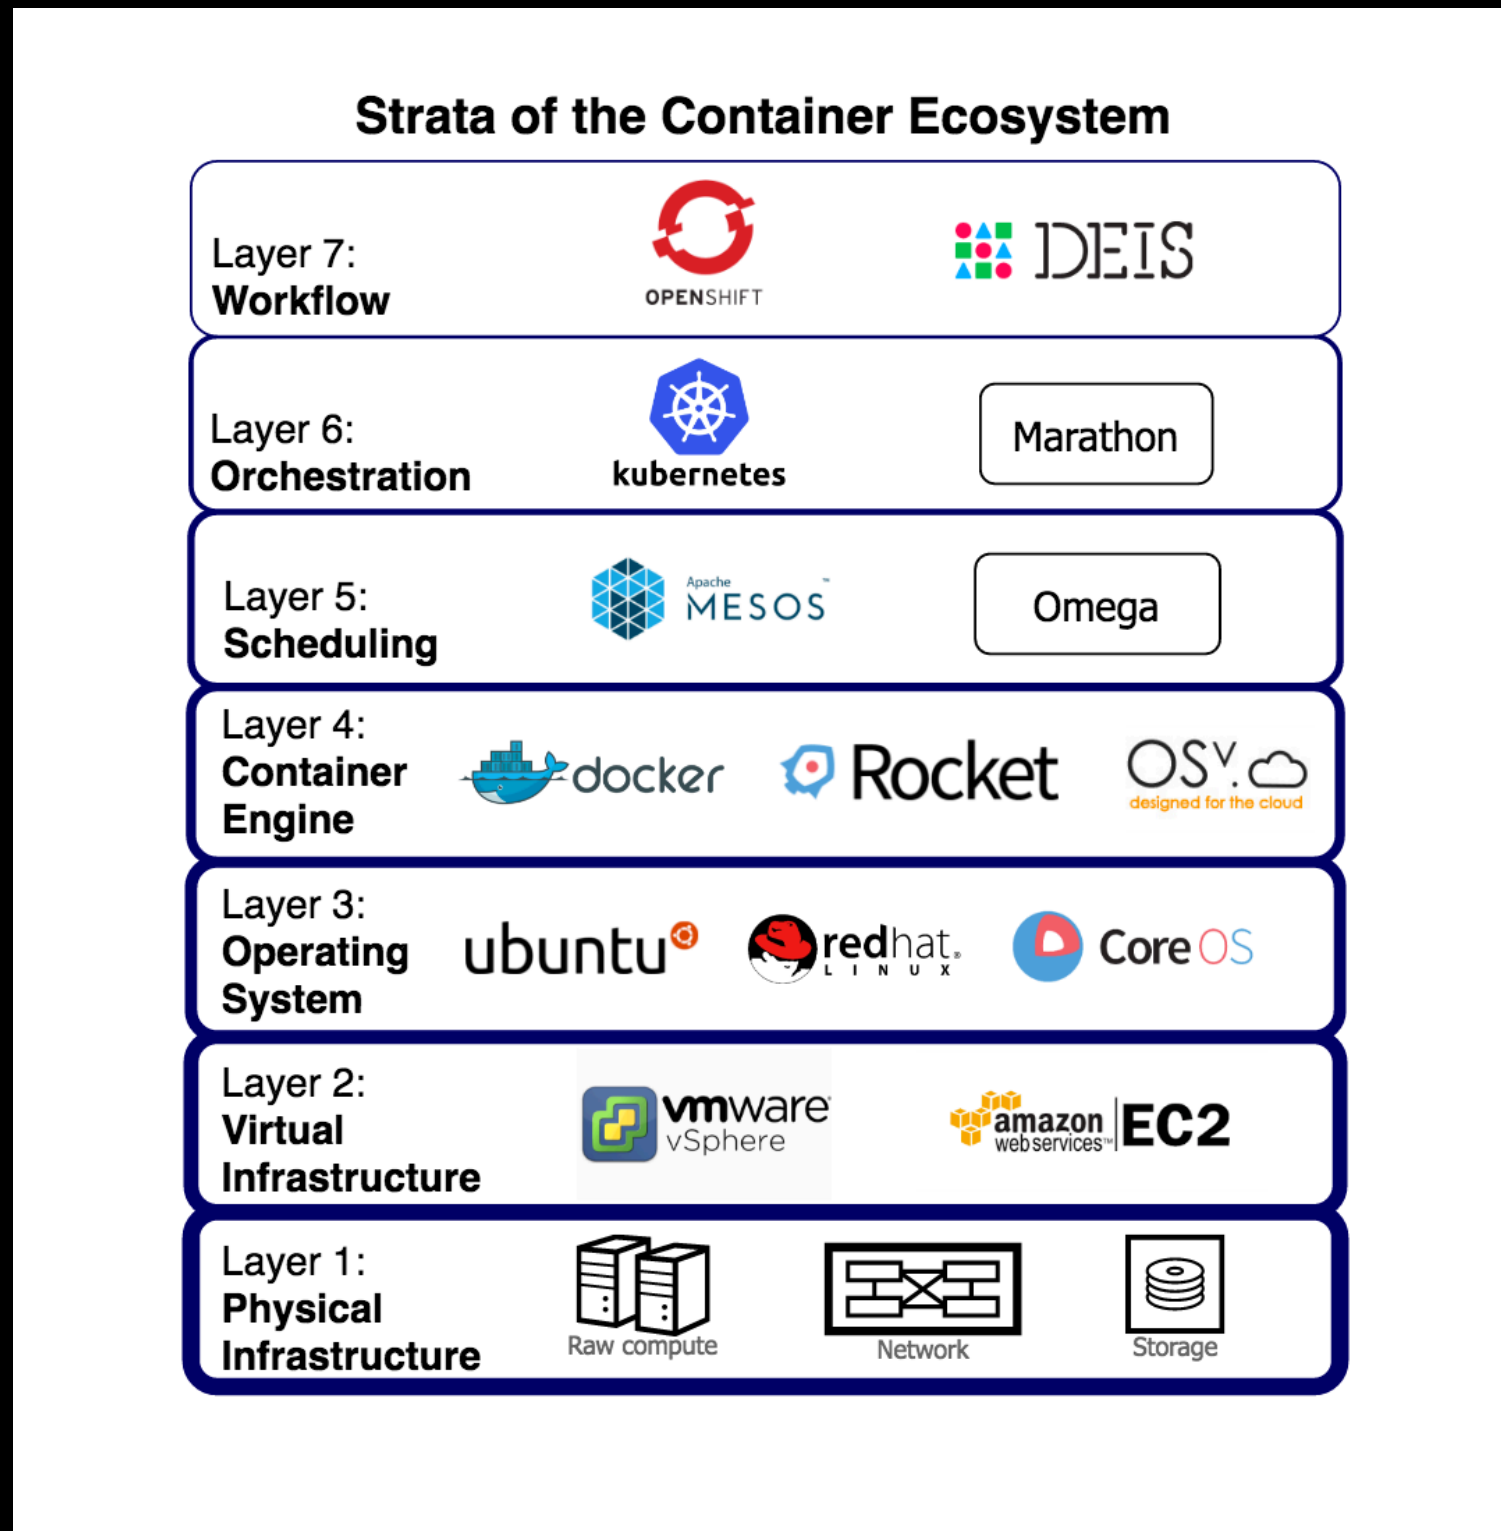 Strata of the Container Ecosystem
Layer 7:
Workflow
OPENSHIFT
DEIS
Layer 6:
Orchestration
kubernetes
Marathon
Layer 5:
Scheduling
Apache
MESOS™
Omega
Layer 4:
Container
Engine
docker
Rocket
OSv.
designed for the cloud
Layer 3:
Operating
System
ubuntu
redhat®
LINUX
CoreOS
Layer 2:
Virtual
Infrastructure
vmware®
vSphere
amazon
web services™
EC2
Layer 1:
Physical
Infrastructure
Raw compute
Network
Storage